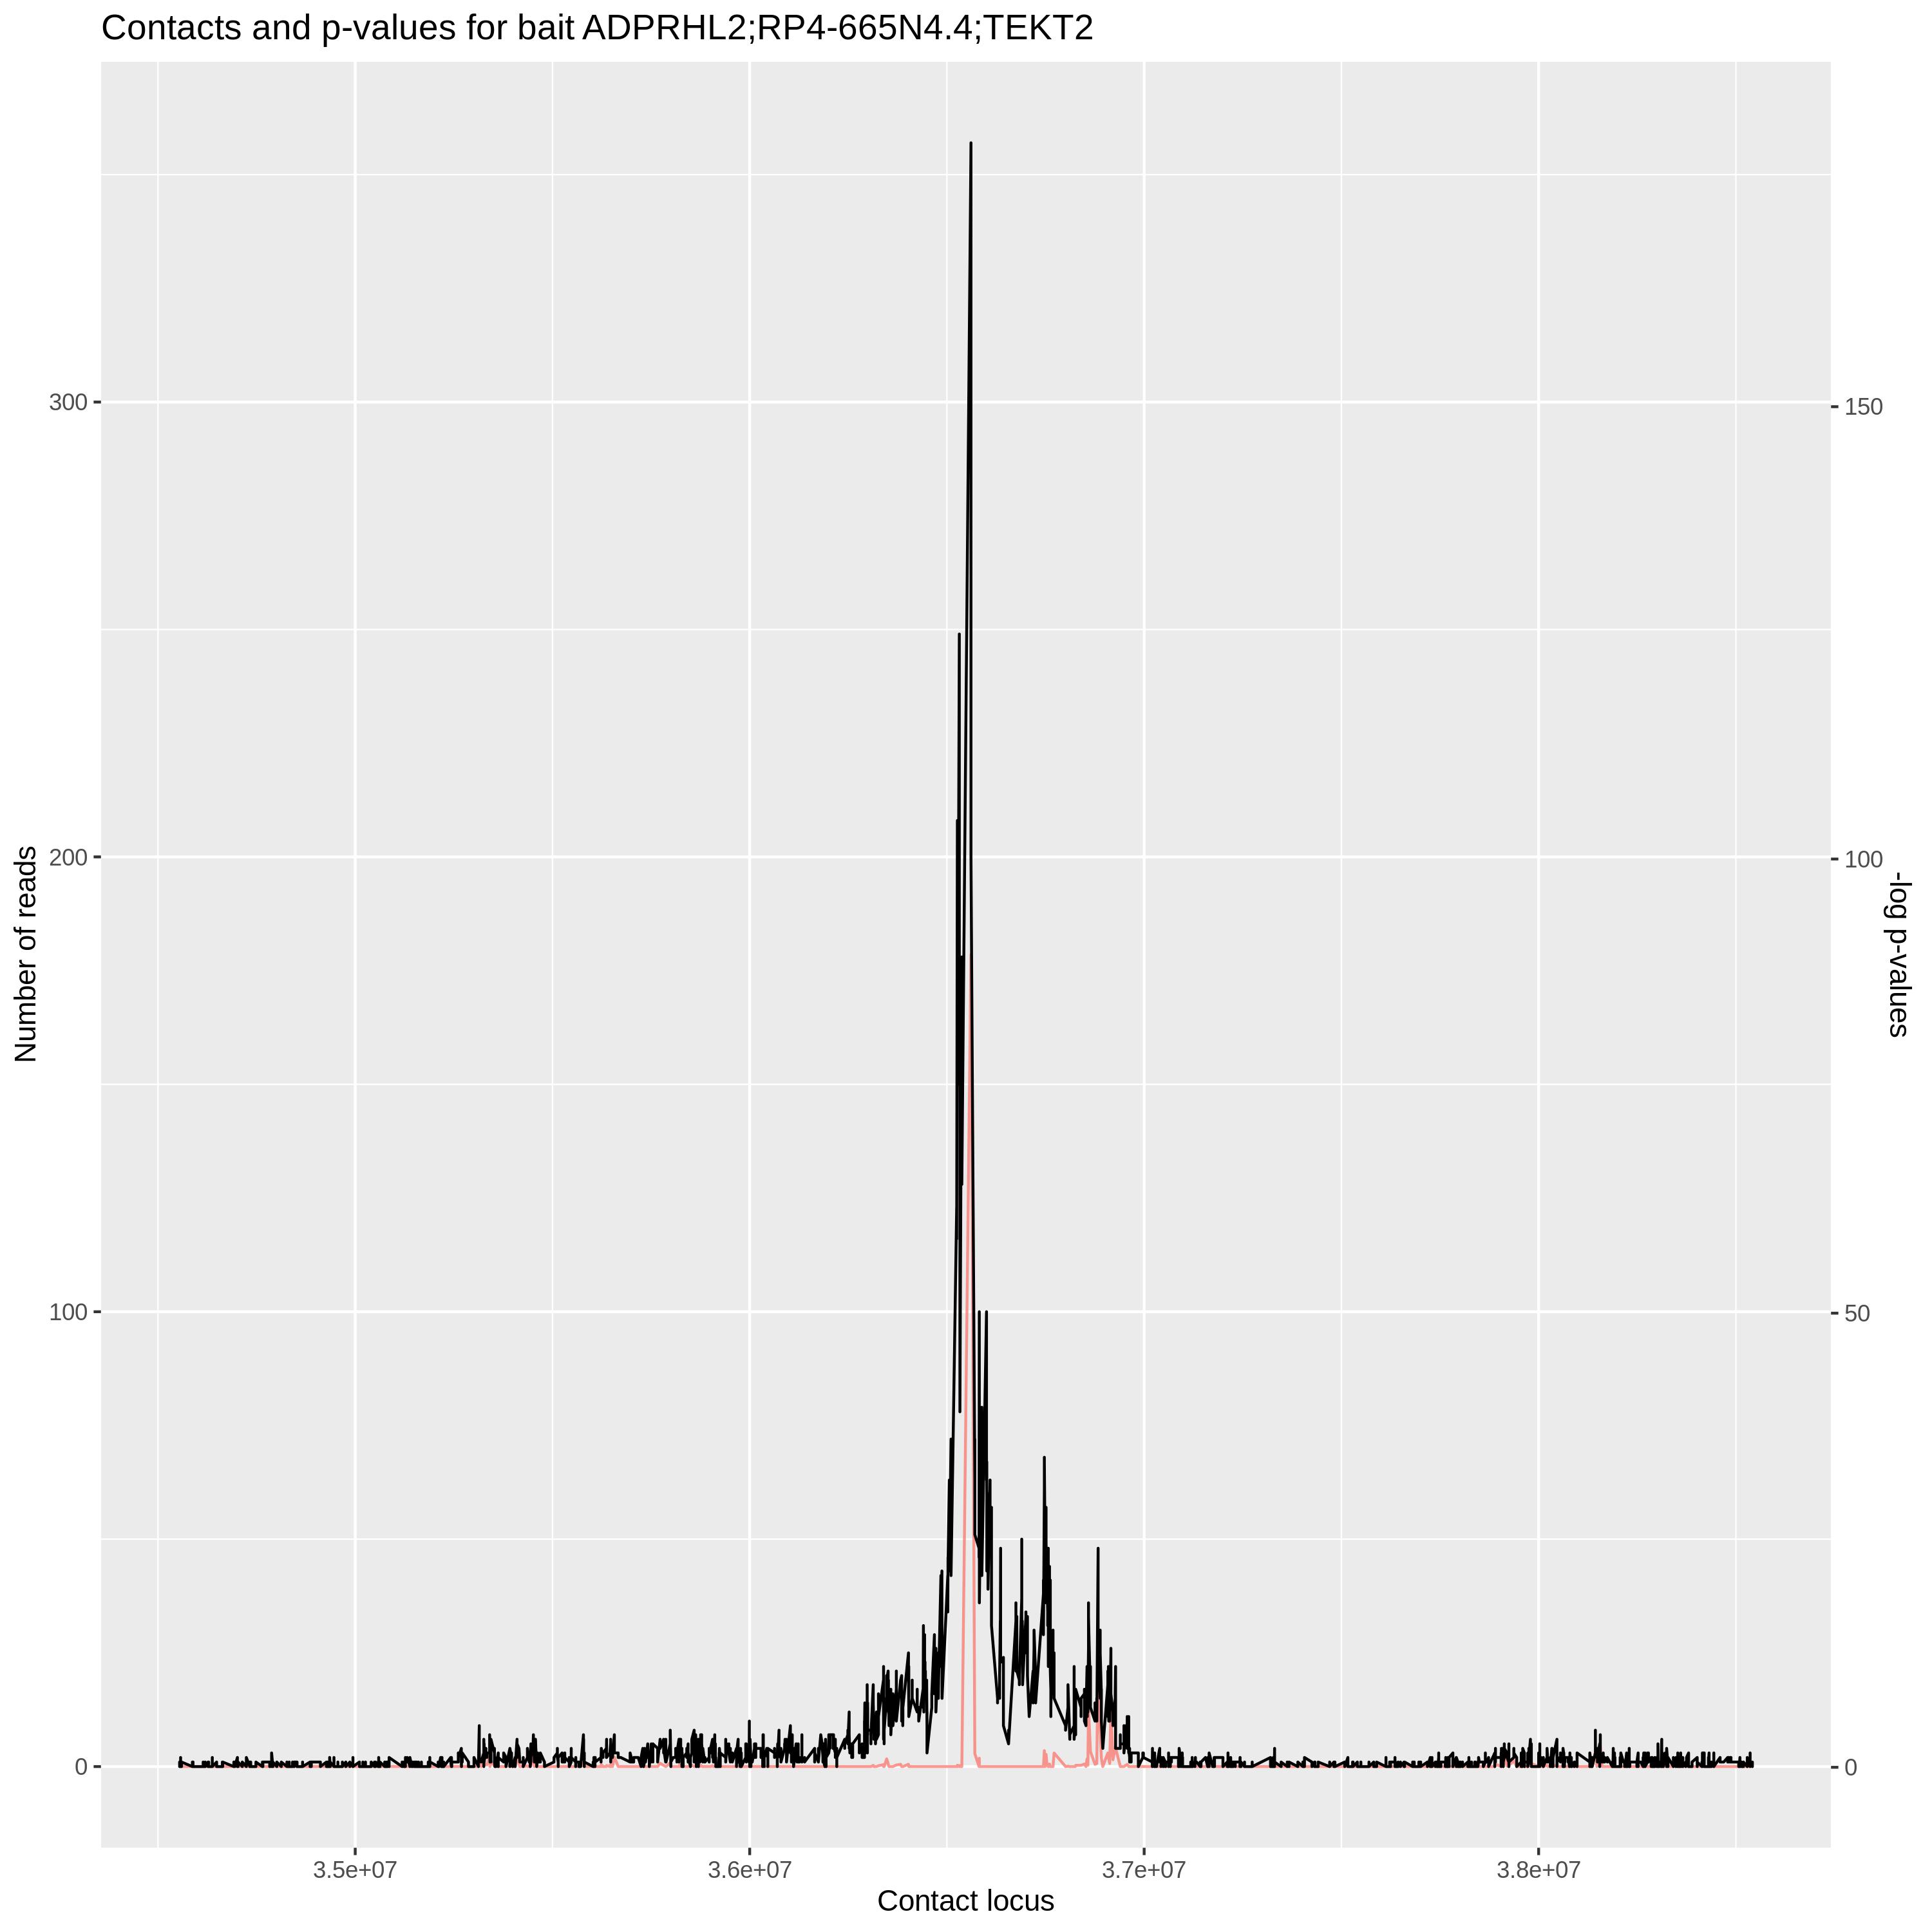 Contacts and p-values for bait ADPRHL2;RP4-665N4.4;TEKT2
300
200
100
0
Number of reads
150
100
50
0
-log p-values
3.5e+07
3.6e+07
3.7e+07
3.8e+07
Contact locus